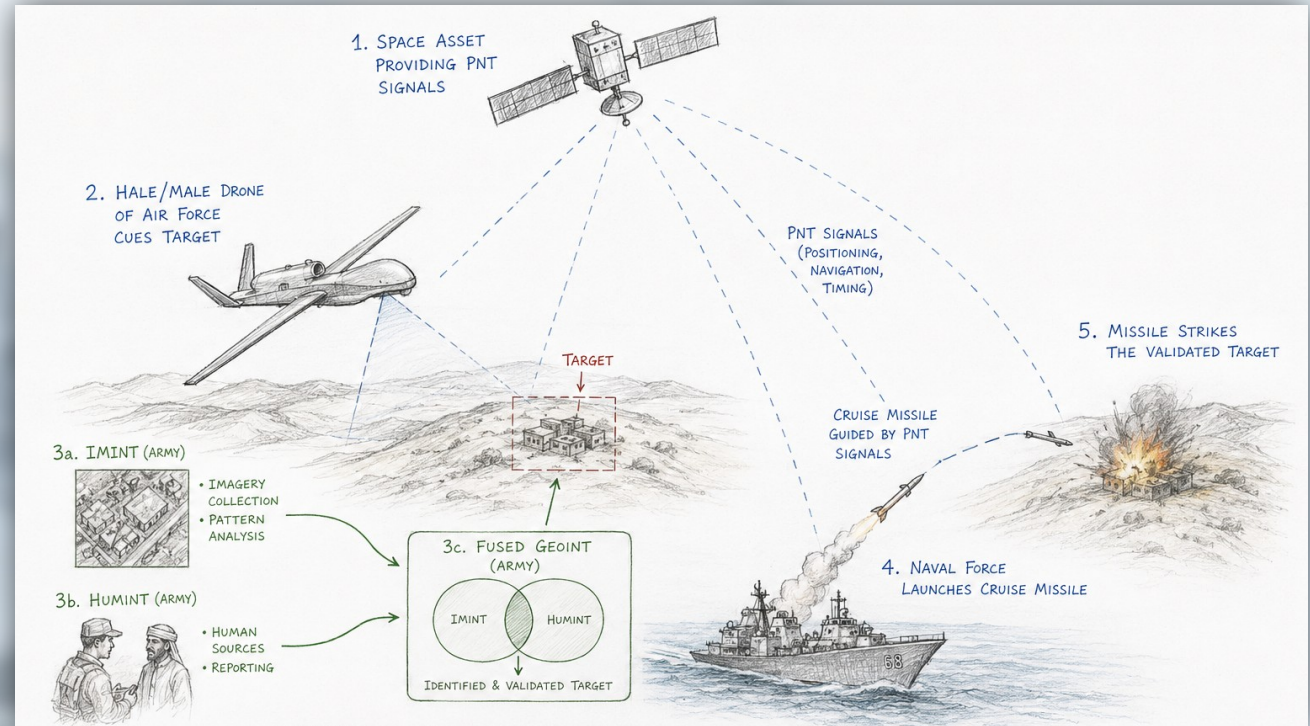 1. SPACE ASSET
PROVIDING PNT
SIGNALS
2. HALE/MALE DRONE
OF AIR FORCE
CUES TARGET
PNT SIGNALS
(POSITIONING,
NAVIGATION,
TIMING)
TARGET
5. MISSILE STRIKES
THE VALIDATED TARGET
CRUISE MISSILE
GUIDED BY PNT
SIGNALS
3a. IMINT (ARMY)
• IMAGERY
COLLECTION
• PATTERN
ANALYSIS
3b. HUMINT (ARMY)
• HUMAN
SOURCES
• REPORTING
3c. FUSED GEOINT
(ARMY)
IMINT
HUMINT
IDENTIFIED & VALIDATED TARGET
4. NAVAL FORCE
LAUNCHES CRUISE MISSILE
68